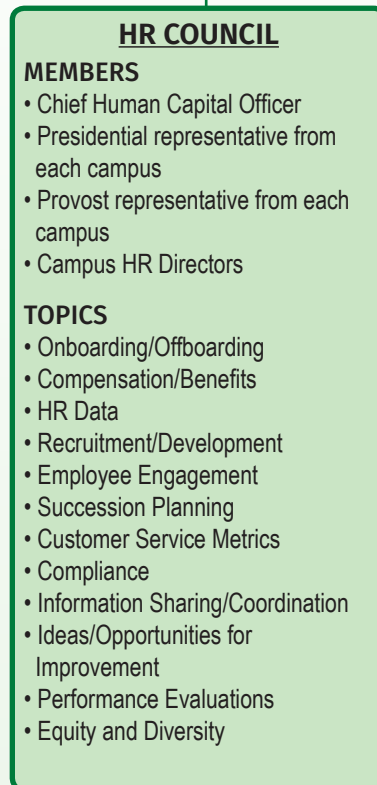 HR COUNCIL
MEMBERS
• Chief Human Capital Officer
• Presidential representative from
each campus
• Provost representative from each
campus
• Campus HR Directors
TOPICS
• Onboarding/Offboarding
• Compensation/Benefits
• HR Data
• Recruitment/Development
• Employee Engagement
• Succession Planning
• Customer Service Metrics
• Compliance
• Information Sharing/Coordination
• Ideas/Opportunities for
Improvement
• Performance Evaluations
• Equity and Diversity